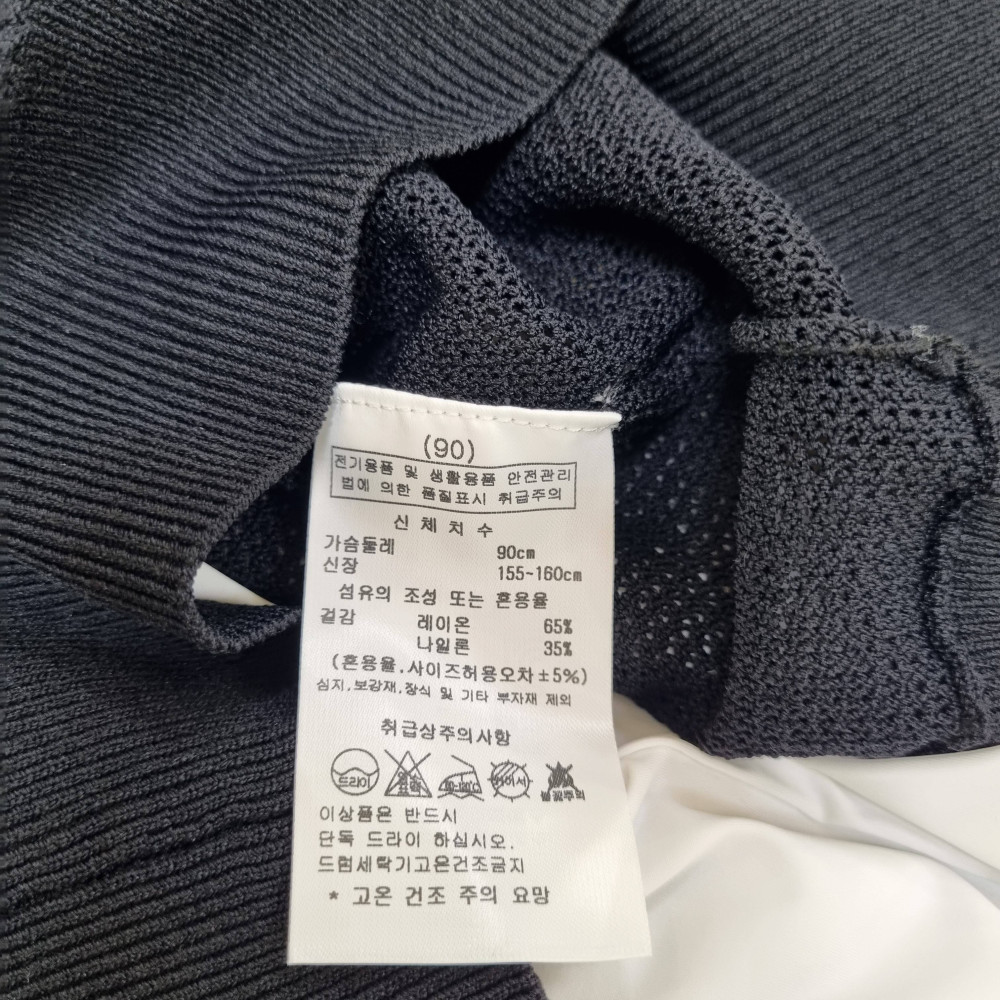 (90)
전기용품 및 생활용품 안전관리
법에 의한 품질표시 취급주의
신 체 치 수
가슴둘레 90cm
신장 155~160cm
섬유의 조성 또는 혼용율
겉감 레이온 65%
나일론 35%
(혼용율.사이즈허용오차±5%)
심지,보강재,장식 및 기타 부자재 제외
취급상주의사항
드라이
이상품은 반드시
단독 드라이 하십시오.
드럼세탁기고온건조금지
* 고온 건조 주의 요망